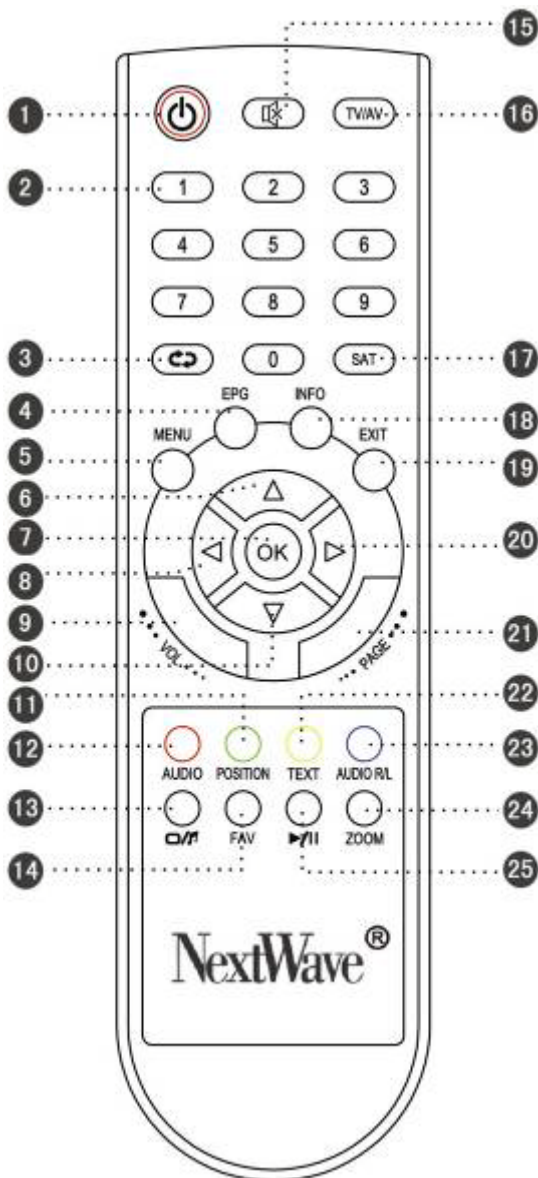 15
1 TV/AV 16
2 1 2 3
4 5 6
7 8 9
3 0 SAT 17
4 EPG INFO 18
5 MENU EXIT 19
6
7 OK 20
8
9 VOL PAGE 21
10
11 22
12 23
AUDIO POSITION TEXT AUDIO R/L
13 24
FAV ZOOM
14 25
NextWave®